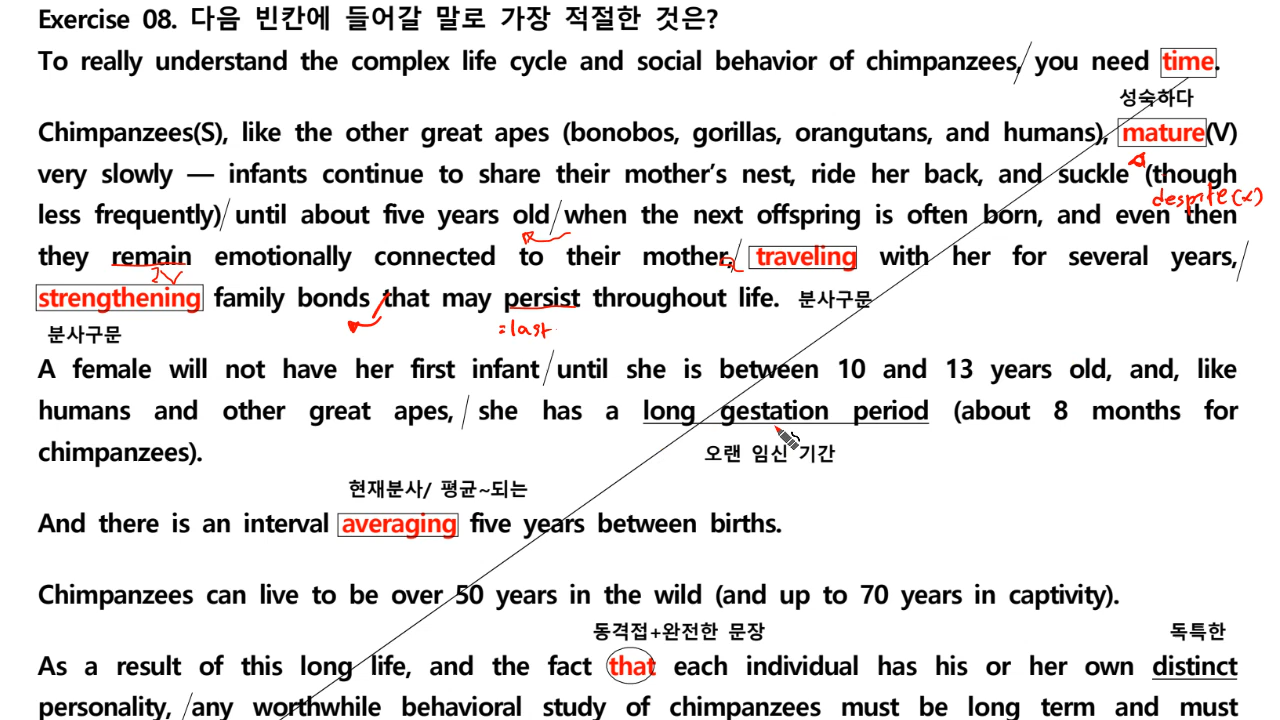 Exercise 08. 다음 빈칸에 들어갈 말로 가장 적절한 것은?
To really understand the complex life cycle and social behavior of chimpanzees, you need time.
성숙하다
Chimpanzees(S), like the other great apes (bonobos, gorillas, orangutans, and humans), mature(V)
very slowly — infants continue to share their mother's nest, ride her back, and suckle (though
despite(x)
less frequently) until about five years old when the next offspring is often born, and even then
they remain emotionally connected to their mother, traveling with her for several years,
strengthening family bonds that may persist throughout life. 분사구문
분사구문 =last
A female will not have her first infant until she is between 10 and 13 years old, and, like
humans and other great apes, she has a long gestation period (about 8 months for
chimpanzees). 오랜 임신 기간
현재분사/ 평균~되는
And there is an interval averaging five years between births.
Chimpanzees can live to be over 50 years in the wild (and up to 70 years in captivity).
동격접+완전한 문장 독특한
As a result of this long life, and the fact that each individual has his or her own distinct
personality, any worthwhile behavioral study of chimpanzees must be long term and must